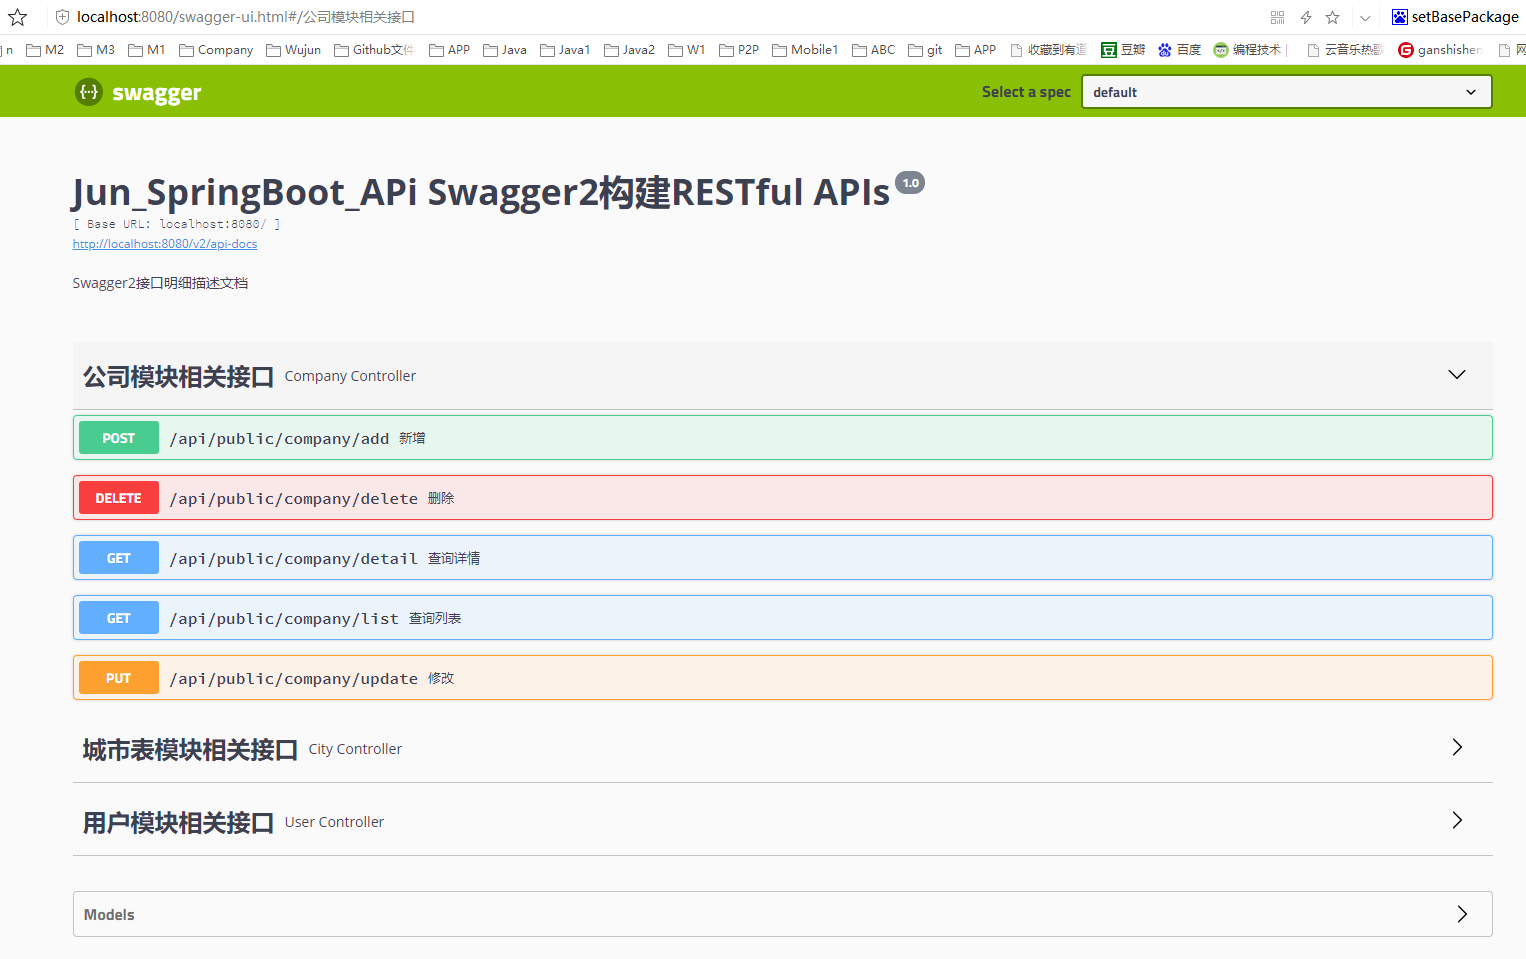 localhost:8080/swagger-ui.html#/公司模块相关接口 setBasePackage
n M2 M3 M1 Company Wujun Github文件 APP Java Java1 Java2 W1 P2P Mobile1 ABC git APP 收藏到有道 豆瓣 百度 编程技术 云音乐热歌 ganshishen 网
{··} swagger Select a spec default
Jun_SpringBoot_APi Swagger2构建RESTful APIs 1.0
[ Base URL: localhost:8080/ ]
http://localhost:8080/v2/api-docs
Swagger2接口明细描述文档
公司模块相关接口 Company Controller
POST /api/public/company/add 新增
DELETE /api/public/company/delete 删除
GET /api/public/company/detail 查询详情
GET /api/public/company/list 查询列表
PUT /api/public/company/update 修改
城市表模块相关接口 City Controller
用户模块相关接口 User Controller
Models